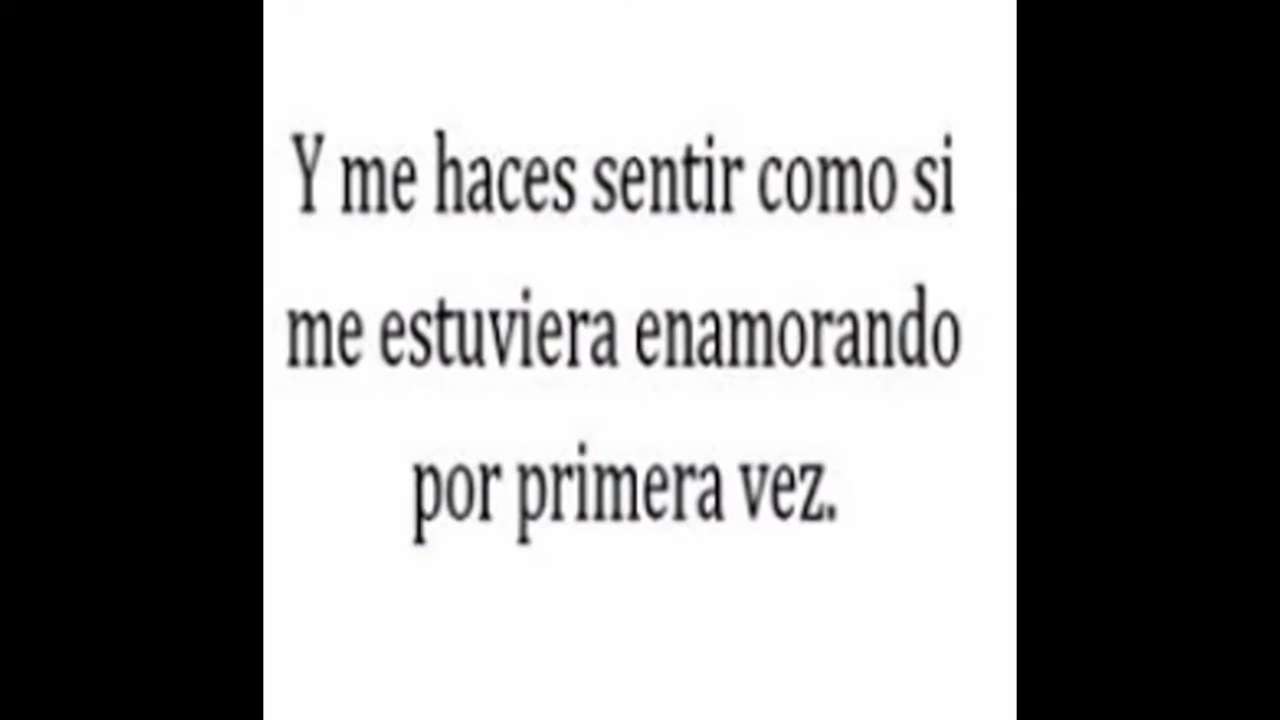 Y me haces sentir como si
me estuviera enamorando
por primera vez.